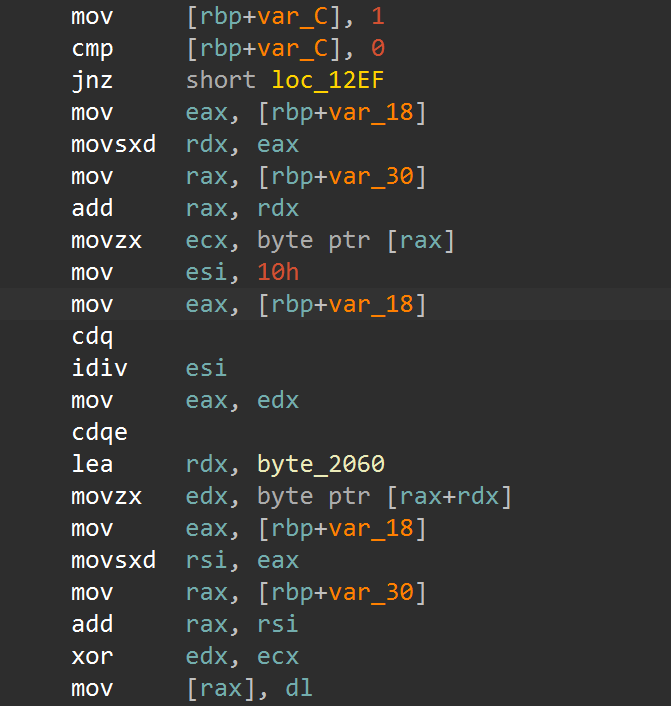 mov [rbp+var_C], 1
cmp [rbp+var_C], 0
jnz short loc_12EF
mov eax, [rbp+var_18]
movsxd rdx, eax
mov rax, [rbp+var_30]
add rax, rdx
movzx ecx, byte ptr [rax]
mov esi, 10h
mov eax, [rbp+var_18]
cdq
idiv esi
mov eax, edx
cdqe
lea rdx, byte_2060
movzx edx, byte ptr [rax+rdx]
mov eax, [rbp+var_18]
movsxd rsi, eax
mov rax, [rbp+var_30]
add rax, rsi
xor edx, ecx
mov [rax], dl